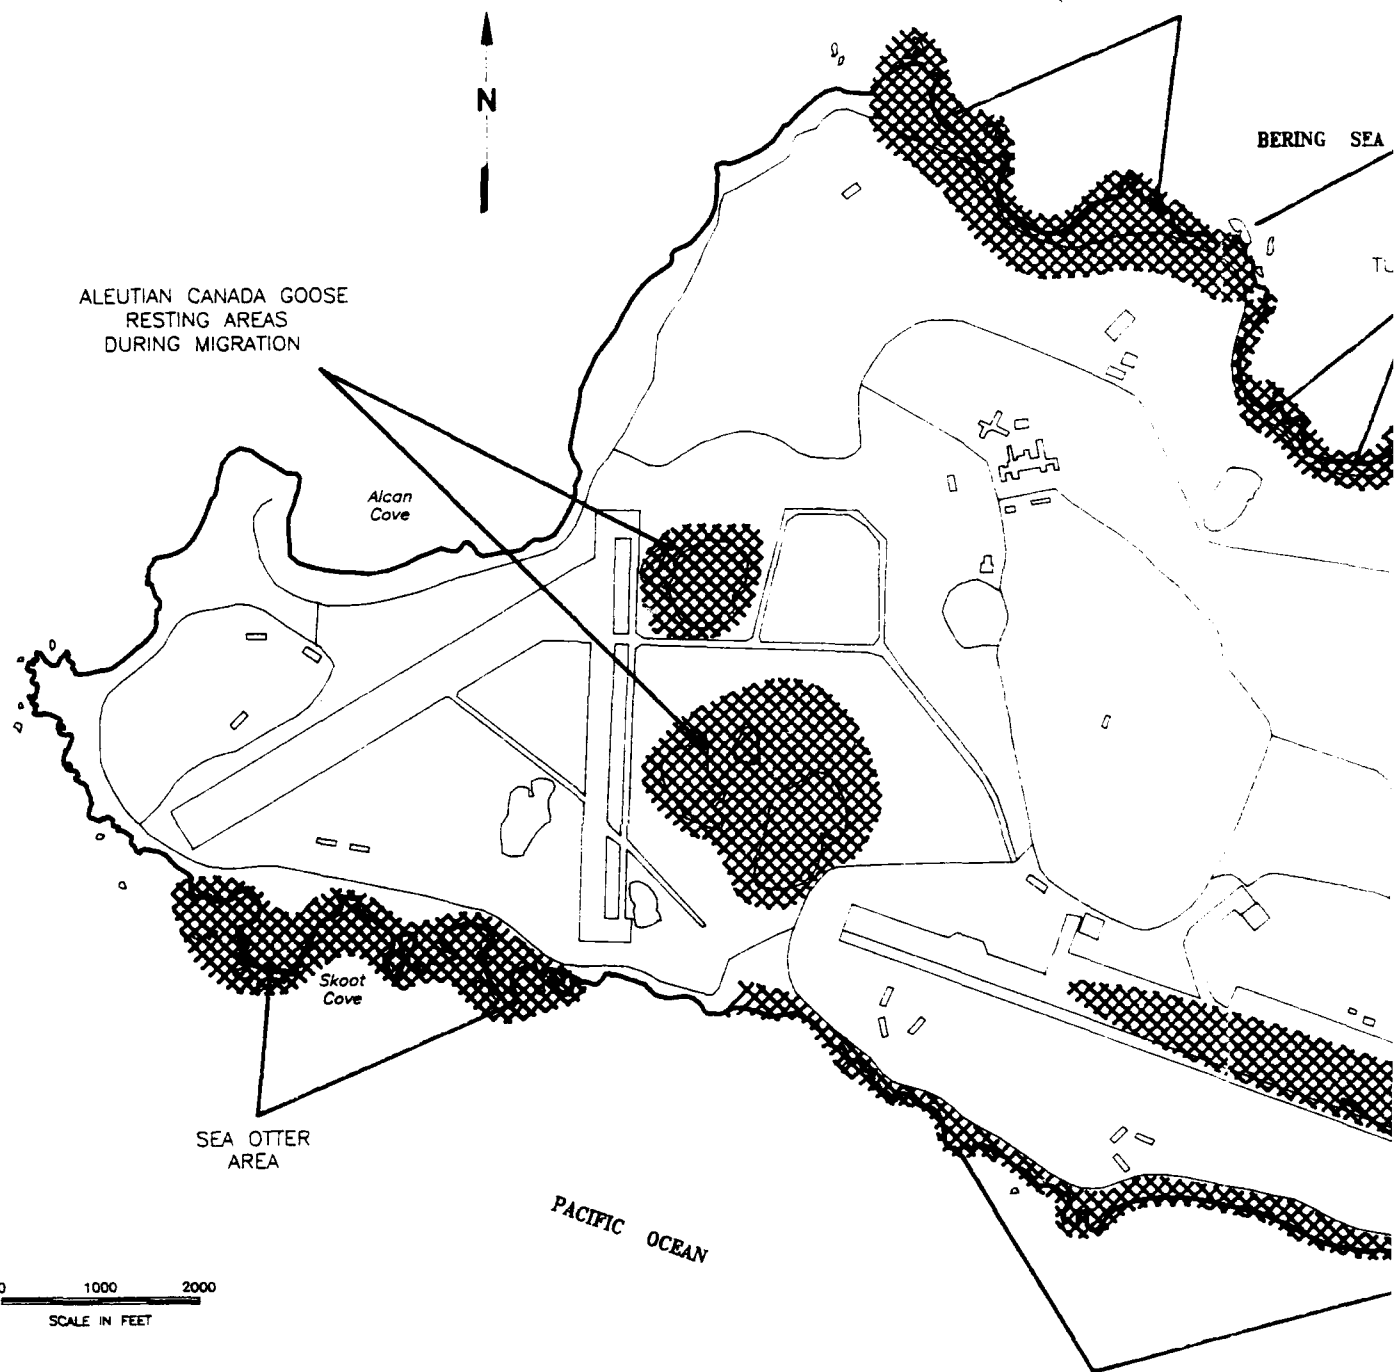 N
BERING SEA
TU
ALEUTIAN CANADA GOOSE
RESTING AREAS
DURING MIGRATION
Alcan
Cove
Skoot
Cove
SEA OTTER
AREA
PACIFIC OCEAN
0 1000 2000
SCALE IN FEET